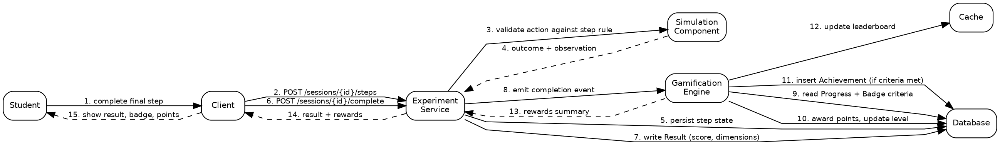 Cache
Simulation
Component
12. update leaderboard
3. validate action against step rule
4. outcome + observation
Gamification
Engine
11. insert Achievement (if criteria met)
8. emit completion event
9. read Progress + Badge criteria
2. POST /sessions/{id}/steps
1. complete final step
6. POST /sessions/{id}/complete
Student
Client
Experiment
Service
15. show result, badge, points
14. result + rewards
13. rewards summary
5. persist step state
10. award points, update level
Database
7. write Result (score, dimensions)